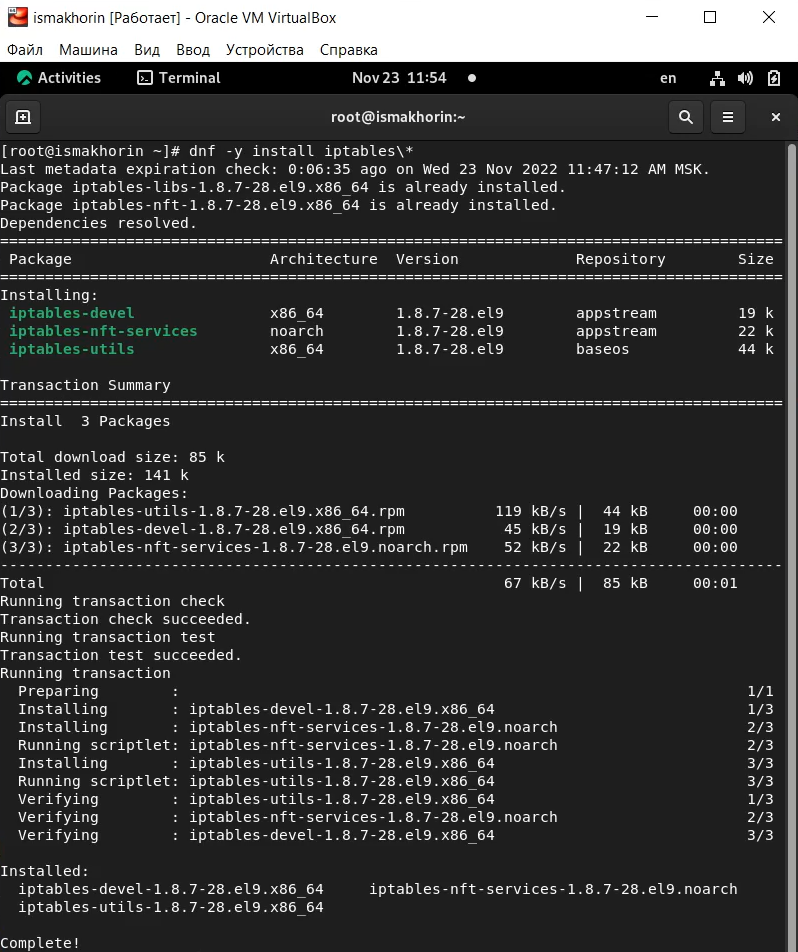 ismakhorin [Работает] - Oracle VM VirtualBox
Файл Машина Вид Ввод Устройства Справка
Activities Terminal Nov 23 11:54 en
root@ismakhorin:~
[root@ismakhorin ~]# dnf -y install iptables\*
Last metadata expiration check: 0:06:35 ago on Wed 23 Nov 2022 11:47:12 AM MSK.
Package iptables-libs-1.8.7-28.el9.x86_64 is already installed.
Package iptables-nft-1.8.7-28.el9.x86_64 is already installed.
Dependencies resolved.
=======================================================================================
 Package                      Architecture  Version             Repository        Size
=======================================================================================
Installing:
 iptables-devel               x86_64        1.8.7-28.el9        appstream         19 k
 iptables-nft-services        noarch        1.8.7-28.el9        appstream         22 k
 iptables-utils               x86_64        1.8.7-28.el9        baseos            44 k
Transaction Summary
=======================================================================================
Install  3 Packages
Total download size: 85 k
Installed size: 141 k
Downloading Packages:
(1/3): iptables-utils-1.8.7-28.el9.x86_64.rpm          119 kB/s |  44 kB     00:00
(2/3): iptables-devel-1.8.7-28.el9.x86_64.rpm           45 kB/s |  19 kB     00:00
(3/3): iptables-nft-services-1.8.7-28.el9.noarch.rpm    52 kB/s |  22 kB     00:00
---------------------------------------------------------------------------------------
Total                                                   67 kB/s |  85 kB     00:01
Running transaction check
Transaction check succeeded.
Running transaction test
Transaction test succeeded.
Running transaction
  Preparing        :                                                               1/1
  Installing       : iptables-devel-1.8.7-28.el9.x86_64                            1/3
  Installing       : iptables-nft-services-1.8.7-28.el9.noarch                     2/3
  Running scriptlet: iptables-nft-services-1.8.7-28.el9.noarch                     2/3
  Installing       : iptables-utils-1.8.7-28.el9.x86_64                            3/3
  Running scriptlet: iptables-utils-1.8.7-28.el9.x86_64                            3/3
  Verifying        : iptables-utils-1.8.7-28.el9.x86_64                            1/3
  Verifying        : iptables-nft-services-1.8.7-28.el9.noarch                     2/3
  Verifying        : iptables-devel-1.8.7-28.el9.x86_64                            3/3
Installed:
  iptables-devel-1.8.7-28.el9.x86_64     iptables-nft-services-1.8.7-28.el9.noarch
  iptables-utils-1.8.7-28.el9.x86_64
Complete!